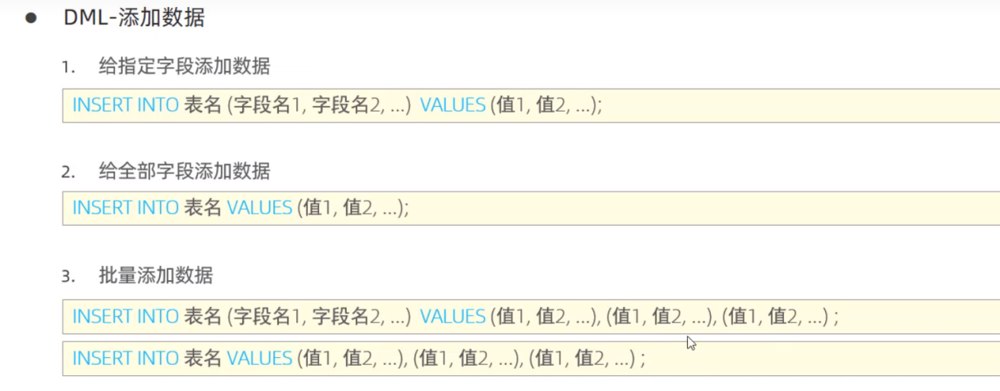 ● DML-添加数据
1. 给指定字段添加数据
INSERT INTO 表名 (字段名1, 字段名2, ...) VALUES (值1, 值2, ...);
2. 给全部字段添加数据
INSERT INTO 表名 VALUES (值1, 值2, ...);
3. 批量添加数据
INSERT INTO 表名 (字段名1, 字段名2, ...) VALUES (值1, 值2, ...), (值1, 值2, ...), (值1, 值2, ...) ;
INSERT INTO 表名 VALUES (值1, 值2, ...), (值1, 值2, ...), (值1, 值2, ...) ;